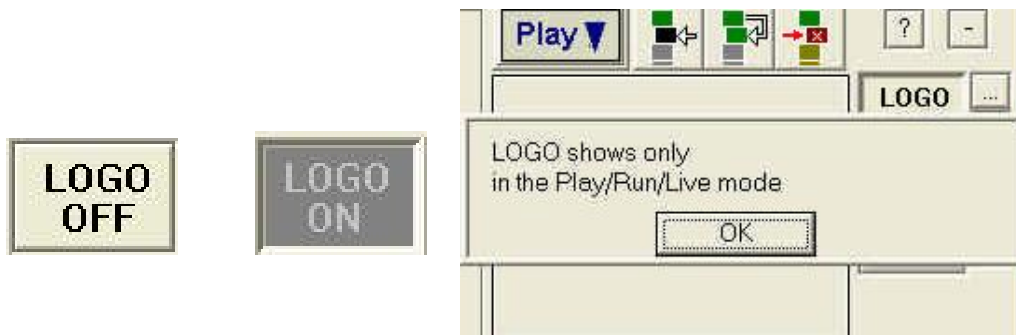 LOGO
OFF
LOGO
ON
Play
? -
LOGO ...
LOGO shows only
in the Play/Run/Live mode
OK